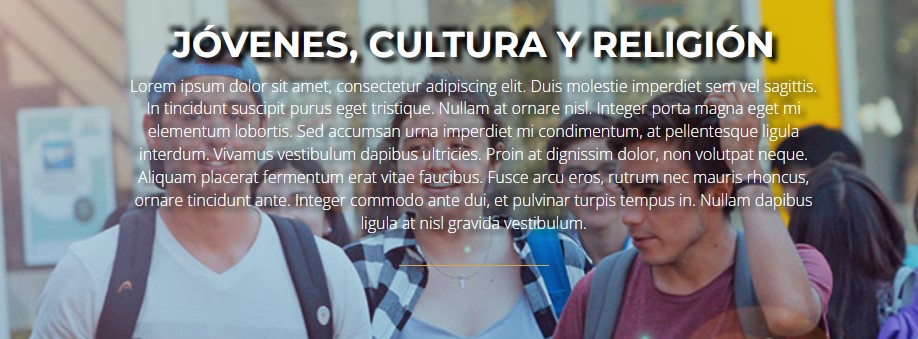 JÓVENES, CULTURA Y RELIGIÓN
Lorem ipsum dolor sit amet, consectetur adipiscing elit. Duis molestie imperdiet sem vel sagittis.
In tincidunt suscipit purus eget tristique. Nullam at ornare nisl. Integer porta magna eget mi
elementum lobortis. Sed accumsan urna imperdiet mi condimentum, at pellentesque ligula
interdum. Vivamus vestibulum dapibus ultricies. Proin at dignissim dolor, non volutpat neque.
Aliquam placerat fermentum erat vitae faucibus. Fusce arcu eros, rutrum nec mauris rhoncus,
ornare tincidunt ante. Integer commodo ante dui, et pulvinar turpis tempus in. Nullam dapibus
ligula at nisl gravida vestibulum.